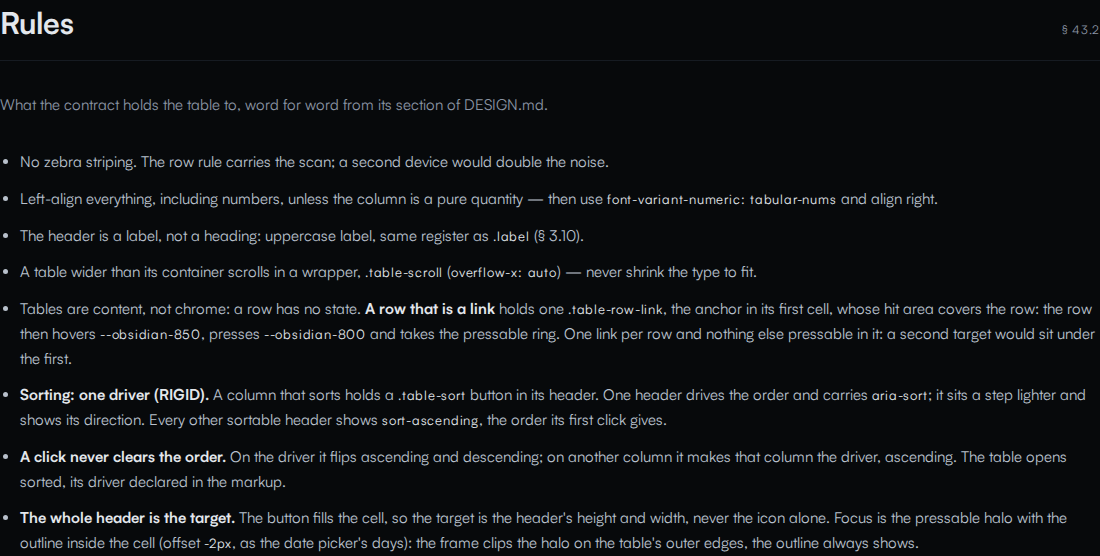 Rules
§ 43.2
What the contract holds the table to, word for word from its section of DESIGN.md.
• No zebra striping. The row rule carries the scan; a second device would double the noise.
• Left-align everything, including numbers, unless the column is a pure quantity — then use font-variant-numeric: tabular-nums and align right.
• The header is a label, not a heading: uppercase label, same register as .label (§ 3.10).
• A table wider than its container scrolls in a wrapper, .table-scroll (overflow-x: auto) — never shrink the type to fit.
• Tables are content, not chrome: a row has no state. A row that is a link holds one .table-row-link, the anchor in its first cell, whose hit area covers the row: the row
then hovers --obsidian-850, presses --obsidian-800 and takes the pressable ring. One link per row and nothing else pressable in it: a second target would sit under
the first.
• Sorting: one driver (RIGID). A column that sorts holds a .table-sort button in its header. One header drives the order and carries aria-sort; it sits a step lighter and
shows its direction. Every other sortable header shows sort-ascending, the order its first click gives.
• A click never clears the order. On the driver it flips ascending and descending; on another column it makes that column the driver, ascending. The table opens
sorted, its driver declared in the markup.
• The whole header is the target. The button fills the cell, so the target is the header's height and width, never the icon alone. Focus is the pressable halo with the
outline inside the cell (offset -2px, as the date picker's days): the frame clips the halo on the table's outer edges, the outline always shows.